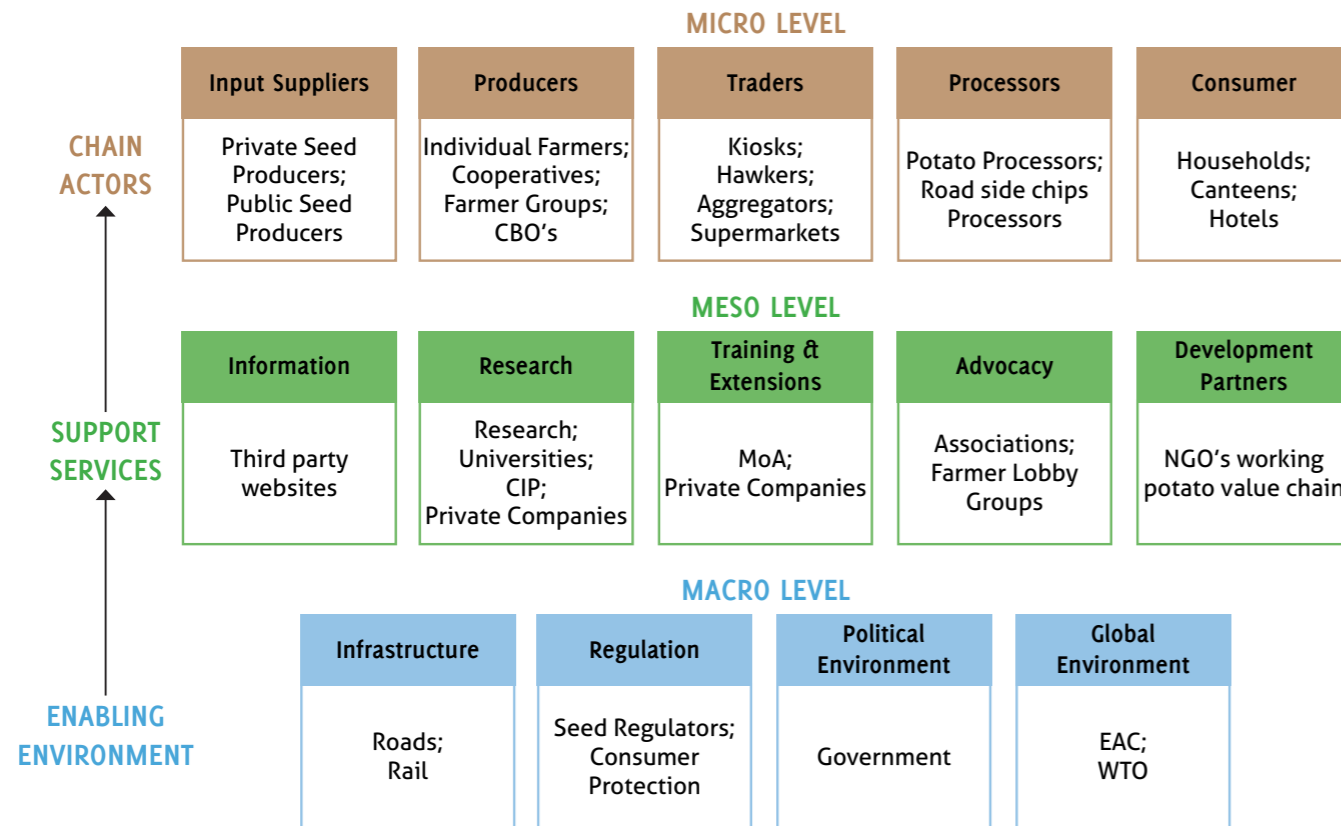 MICRO LEVEL
CHAIN
ACTORS
Input Suppliers
Private Seed
Producers;
Public Seed
Producers
Producers
Individual Farmers;
Cooperatives;
Farmer Groups;
CBO's
Traders
Kiosks;
Hawkers;
Aggregators;
Supermarkets
Processors
Potato Processors;
Road side chips
Processors
Consumer
Households;
Canteens;
Hotels
MESO LEVEL
SUPPORT
SERVICES
Information
Third party
websites
Research
Research;
Universities;
CIP;
Private Companies
Training &
Extensions
MoA;
Private Companies
Advocacy
Associations;
Farmer Lobby
Groups
Development
Partners
NGO's working
potato value chain
MACRO LEVEL
ENABLING
ENVIRONMENT
Infrastructure
Roads;
Rail
Regulation
Seed Regulators;
Consumer
Protection
Political
Environment
Government
Global
Environment
EAC;
WTO